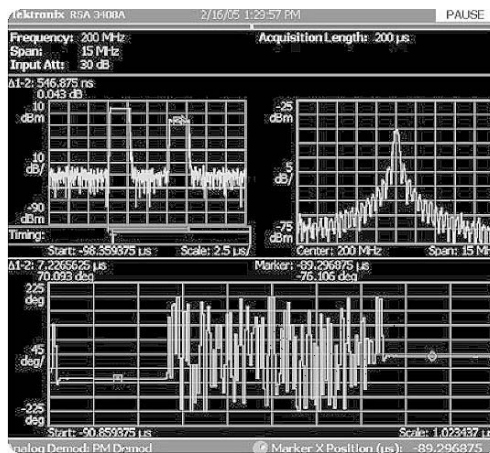 Tektronix RSA 3408A 2/16/05 1:29:57 PM PAUSE
Frequency: 200 MHz Acquisition Length: 200 µs
Span: 15 MHz
Input Att: 30 dB
Δ1-2: 546.875 ns
0.043 dB
10
dBm
10
dB/
-90
dBm
Timing:
Start: -98.359375 µs Scale: 2.5 µs/
-25
dBm
5
dB/
-75
dBm
Center: 200 MHz Span: 15 M
Δ1-2: 7.2265625 µs Marker: -89.296875 µs
70.093 deg -76.106 deg
225
deg
45
deg/
-225
deg
Start: -90.859375 µs Scale: 1.023437 µ
Analog Demod: PM Demod Marker X Position (µs): -89.296875